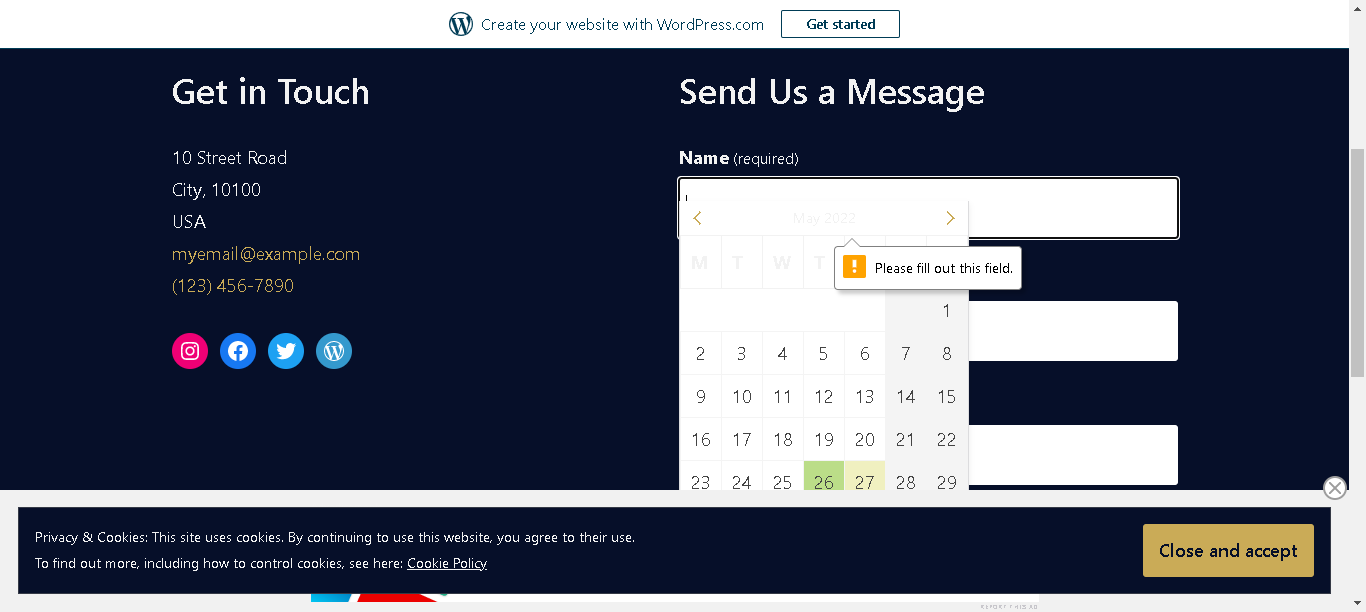 Create your website with WordPress.com
Get started
Get in Touch
10 Street Road
City, 10100
USA
myemail@example.com
(123) 456-7890
Send Us a Message
Name (required)
May 2022
M T W T
Please fill out this field.
1
2 3 4 5 6 7 8
9 10 11 12 13 14 15
16 17 18 19 20 21 22
23 24 25 26 27 28 29
Privacy & Cookies: This site uses cookies. By continuing to use this website, you agree to their use.
To find out more, including how to control cookies, see here: Cookie Policy
Close and accept
REPORT THIS AD